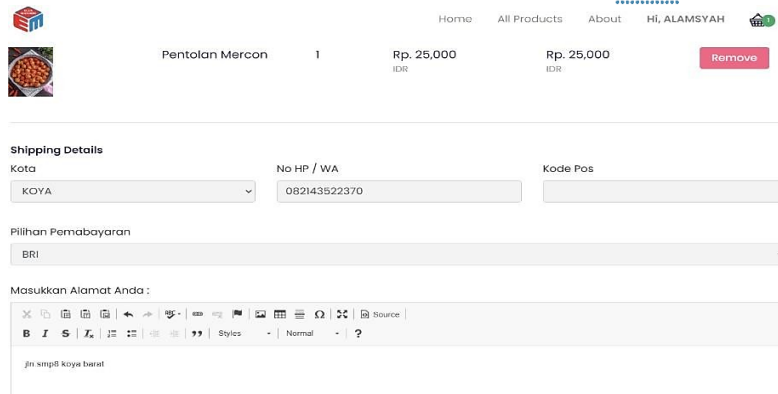 Home All Products About Hi, ALAMSYAH 1
Pentolan Mercon 1 Rp. 25,000 Rp. 25,000 Remove
IDR IDR
Shipping Details
Kota No HP / WA Kode Pos
KOYA 082143522370
Pilihan Pemabayaran
BRI
Masukkan Alamat Anda :
Source
B I S Styles Normal ?
jln smp8 koya barat